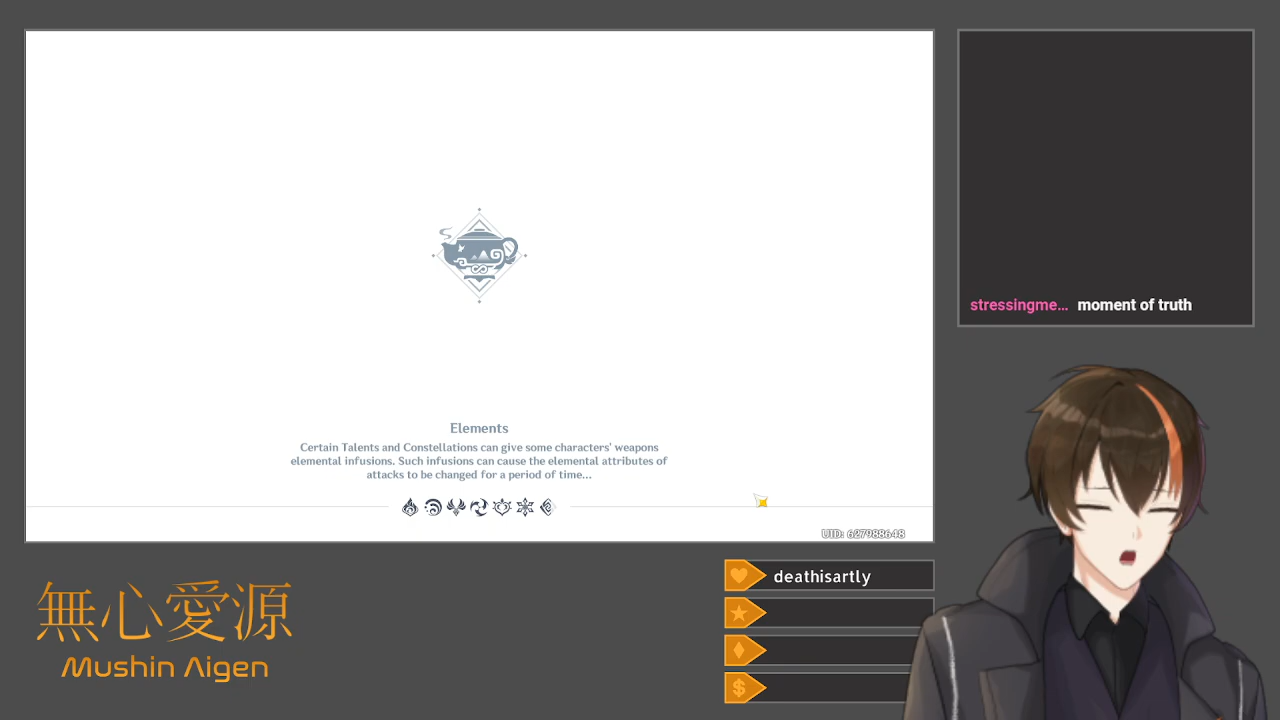 stressingme... moment of truth
Elements
Certain Talents and Constellations can give some characters' weapons
elemental infusions. Such infusions can cause the elemental attributes of
attacks to be changed for a period of time...
UID: 627988648
deathisartly
無心愛源
Mushin Aigen